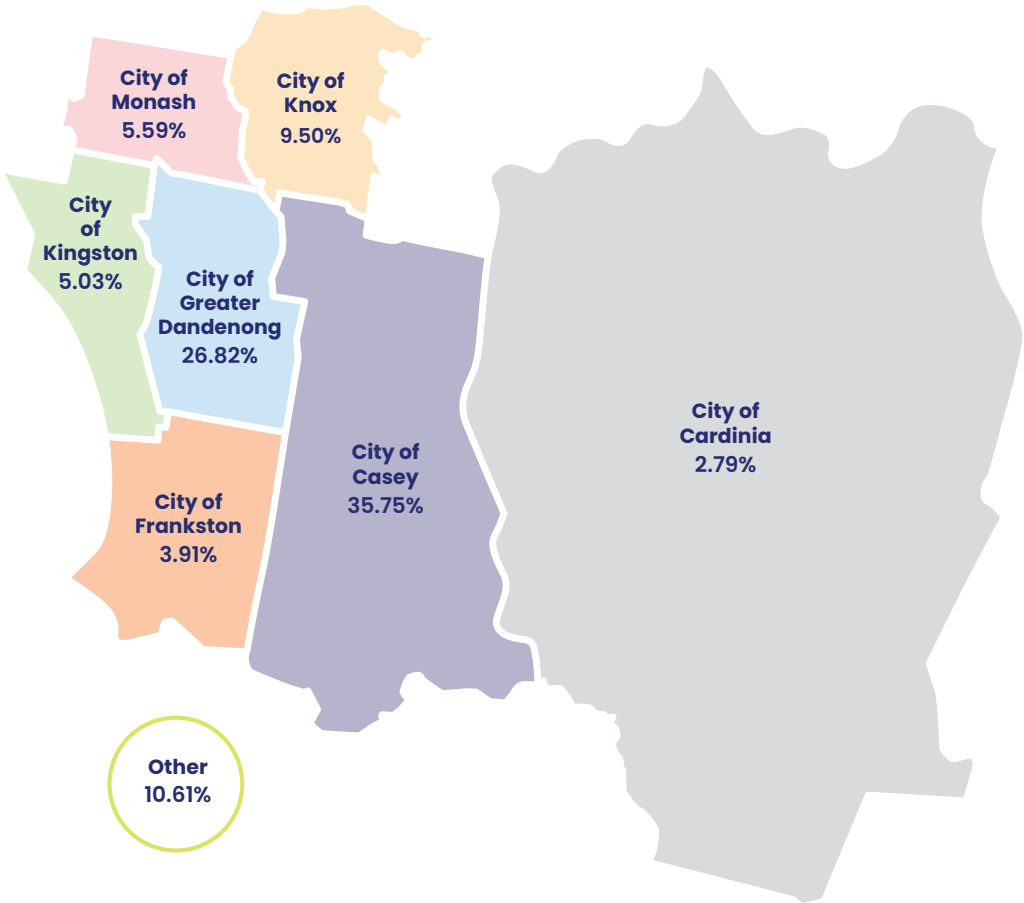 City of
Monash
5.59%
City of
Knox
9.50%
City
of
Kingston
5.03%
City of
Greater
Dandenong
26.82%
City of
Cardinia
2.79%
City of
Casey
35.75%
City of
Frankston
3.91%
Other
10.61%